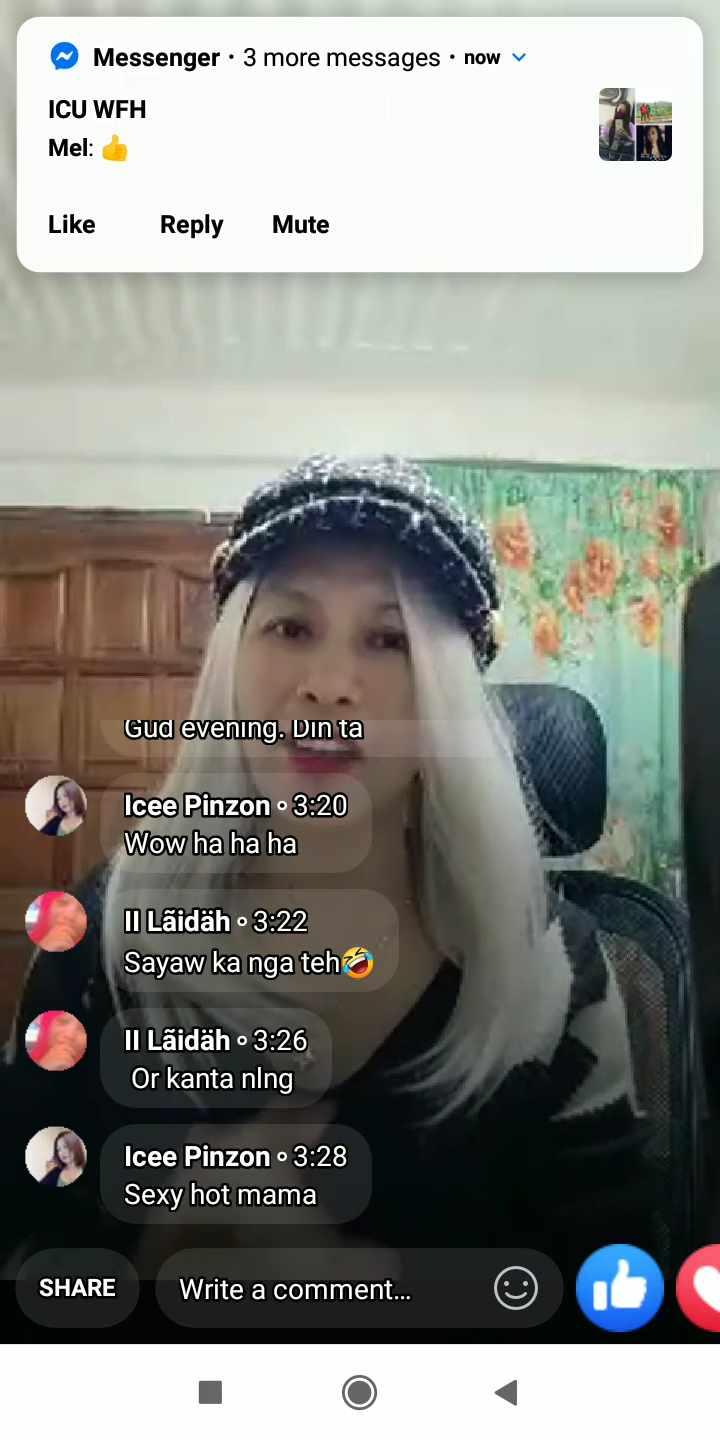 Messenger · 3 more messages · now
ICU WFH
Mel: 👍
Like Reply Mute
Gud evening. Din ta
Icee Pinzon ∘ 3:20
Wow ha ha ha
II Lãidäh ∘ 3:22
Sayaw ka nga teh🤣
II Lãidäh ∘ 3:26
Or kanta nlng
Icee Pinzon ∘ 3:28
Sexy hot mama
SHARE Write a comment...